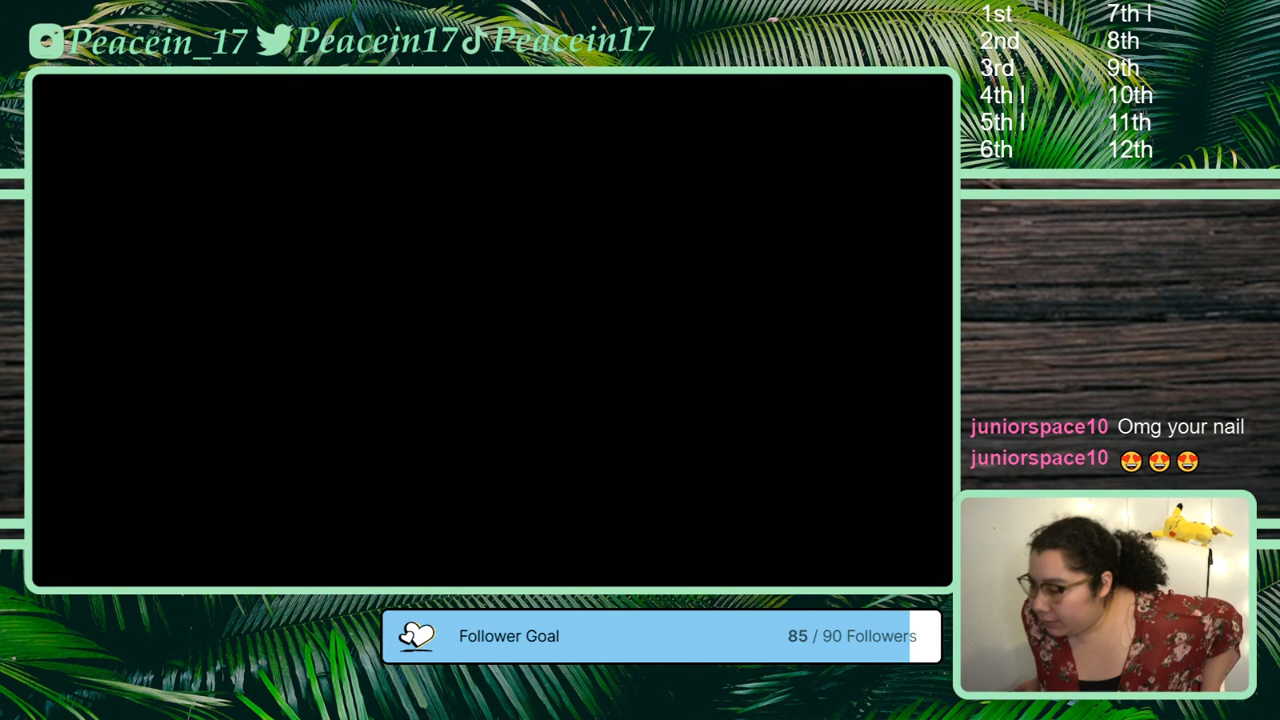 Peacein_17 Peacein17 Peacein17
1st 7th I
2nd 8th
3rd 9th
4th I 10th
5th I 11th
6th 12th
juniorspace10 Omg your nail
juniorspace10 😍 😍 😍
Follower Goal 85 / 90 Followers